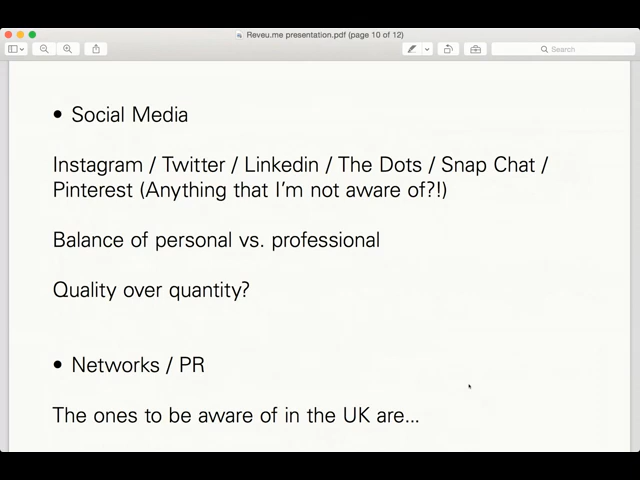 Reveu.me presentation.pdf (page 10 of 12)
Search
• Social Media
Instagram / Twitter / Linkedin / The Dots / Snap Chat /
Pinterest (Anything that I'm not aware of?!)
Balance of personal vs. professional
Quality over quantity?
• Networks / PR
The ones to be aware of in the UK are...